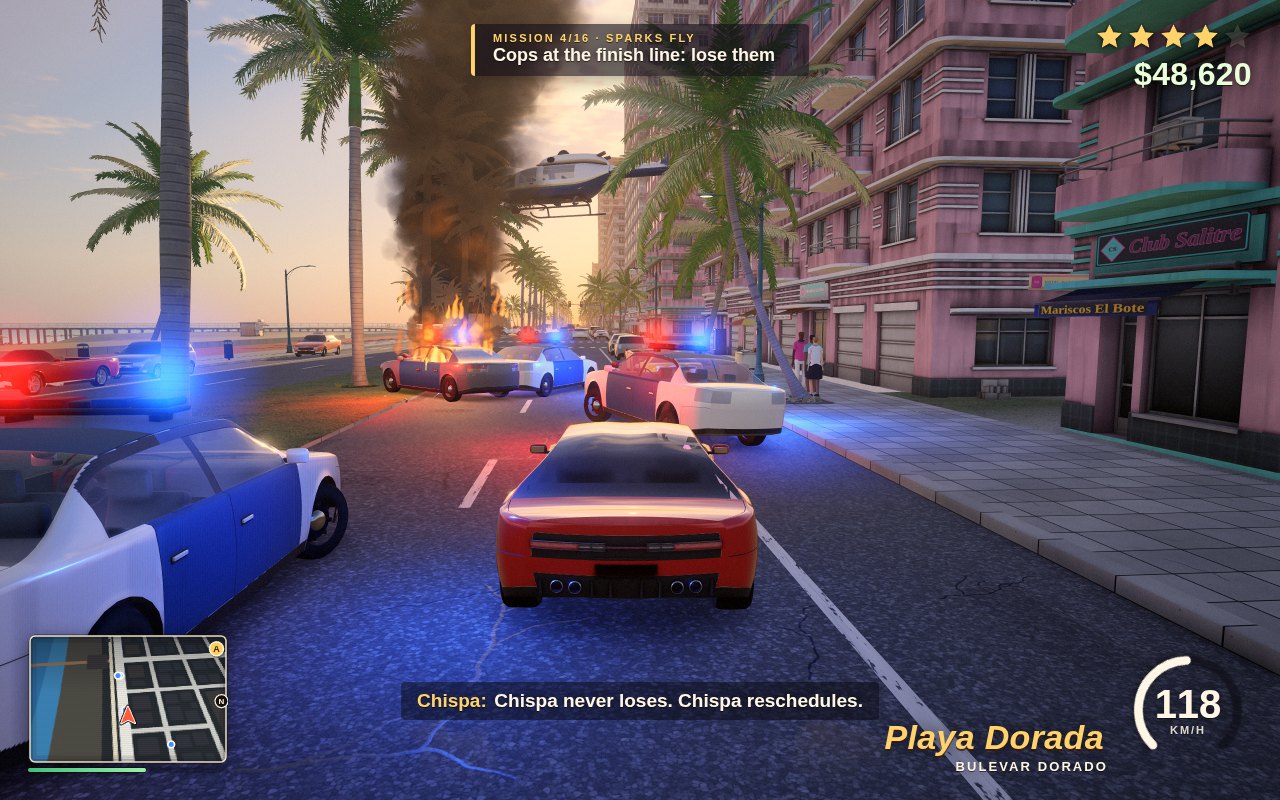 MISSION 4/16 · SPARKS FLY
Cops at the finish line: lose them
$48,620
CS
Club Salitre
Mariscos El Bote
A
N
Chispa: Chispa never loses. Chispa reschedules.
118
KM/H
Playa Dorada
BULEVAR DORADO